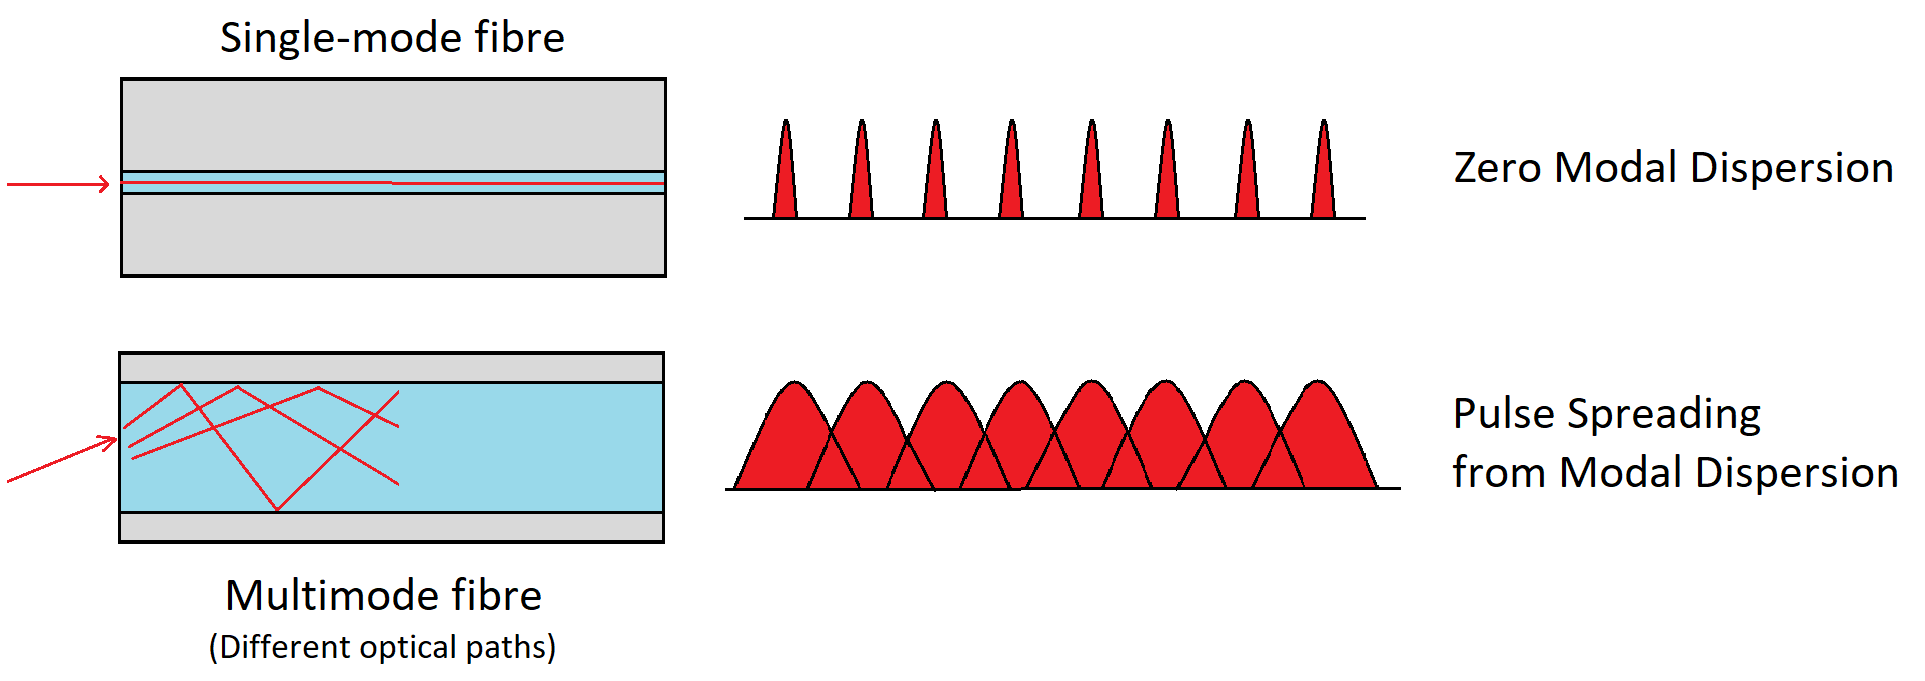 Single-mode fibre
Zero Modal Dispersion
Pulse Spreading
from Modal Dispersion
Multimode fibre
(Different optical paths)